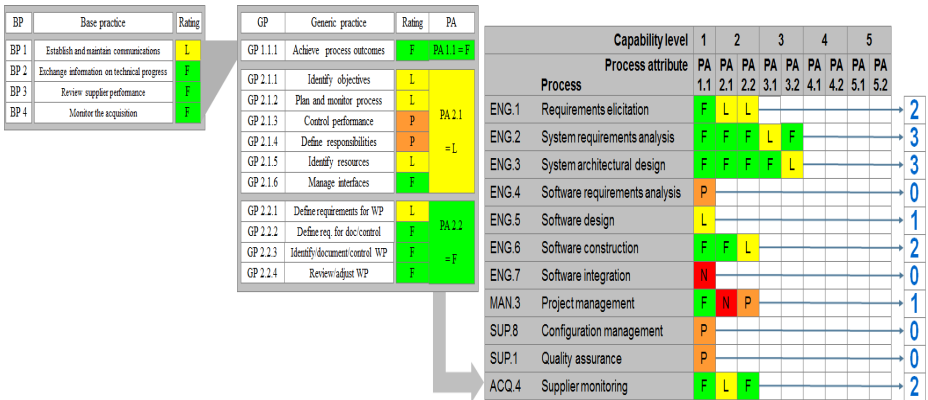 BP Base practice Rating
BP 1 Establish and maintain communications L
BP 2 Exchange information on technical progress F
BP 3 Review supplier performance F
BP 4 Monitor the acquisition F
GP Generic practice Rating PA
GP 1.1.1 Achieve process outcomes F PA 1.1 = F
GP 2.1.1 Identify objectives L
GP 2.1.2 Plan and monitor process L
GP 2.1.3 Control performance P PA 2.1
GP 2.1.4 Define responsibilities P = L
GP 2.1.5 Identify resources L
GP 2.1.6 Manage interfaces F
GP 2.2.1 Define requirements for WP L
GP 2.2.2 Define req. for doc/control F PA 2.2
GP 2.2.3 Identify/document/control WP F = F
GP 2.2.4 Review/adjust WP F
Capability level 1 2 3 4 5
Process attribute PA PA PA PA PA PA PA PA PA
Process 1.1 2.1 2.2 3.1 3.2 4.1 4.2 5.1 5.2
ENG.1 Requirements elicitation F L L 2
ENG.2 System requirements analysis F F F L F 3
ENG.3 System architectural design F F F F L 3
ENG.4 Software requirements analysis P 0
ENG.5 Software design L 1
ENG.6 Software construction F F L 2
ENG.7 Software integration N 0
MAN.3 Project management F N P 1
SUP.8 Configuration management P 0
SUP.1 Quality assurance P 0
ACQ.4 Supplier monitoring F L F 2